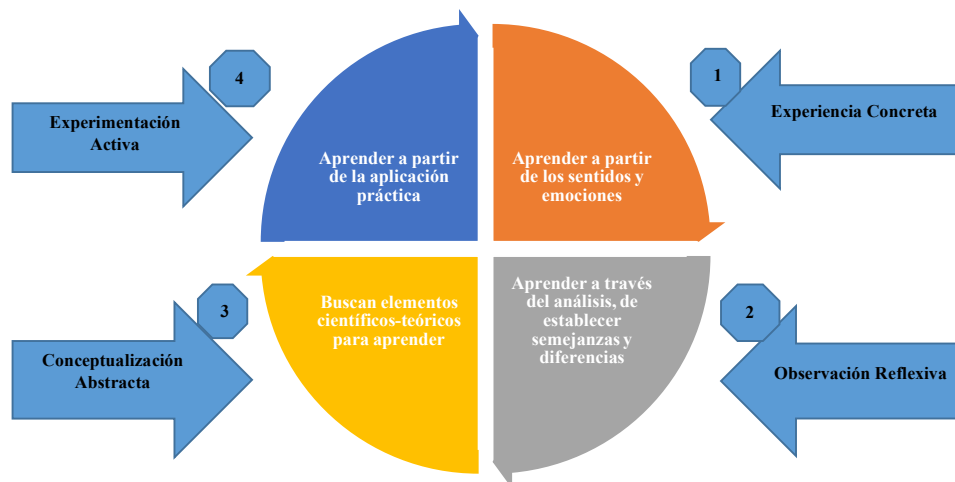 4
Experimentación
Activa
Aprender a partir
de la aplicación
práctica
1
Experiencia Concreta
Aprender a partir
de los sentidos y
emociones
3
Conceptualización
Abstracta
Buscan elementos
científicos-teóricos
para aprender
2
Observación Reflexiva
Aprender a través
del análisis, de
establecer
semejanzas y
diferencias